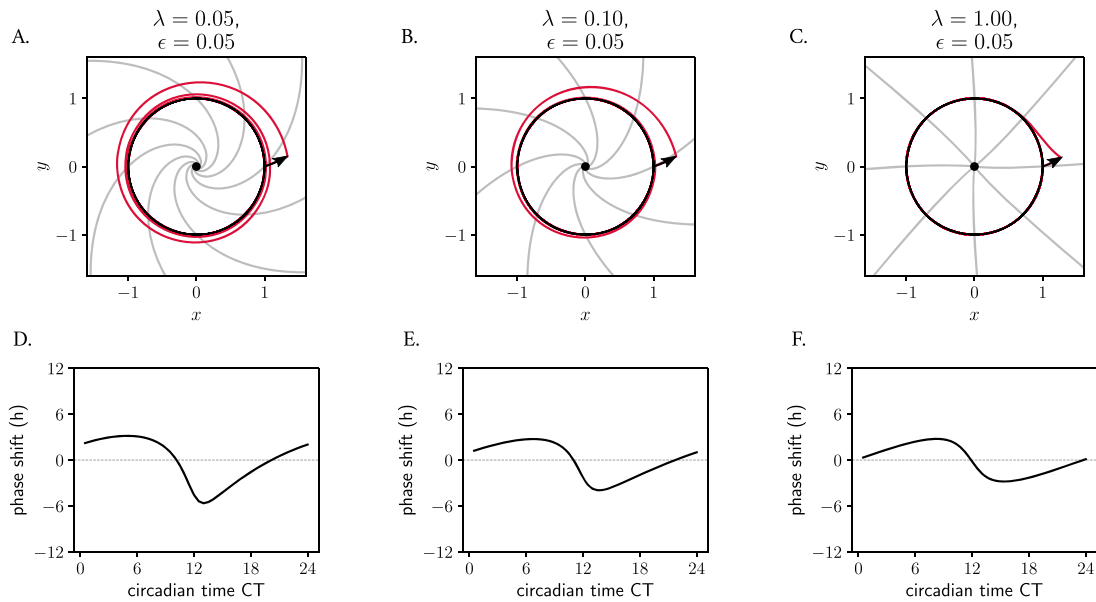 A.
λ = 0.05,
ϵ = 0.05
y
1
0
−1
−1 0 1
x
B.
λ = 0.10,
ϵ = 0.05
y
1
0
−1
−1 0 1
x
C.
λ = 1.00,
ϵ = 0.05
y
1
0
−1
−1 0 1
x
D.
phase shift (h)
12
6
0
−6
−12
0 6 12 18 24
circadian time CT
E.
phase shift (h)
12
6
0
−6
−12
0 6 12 18 24
circadian time CT
F.
phase shift (h)
12
6
0
−6
−12
0 6 12 18 24
circadian time CT